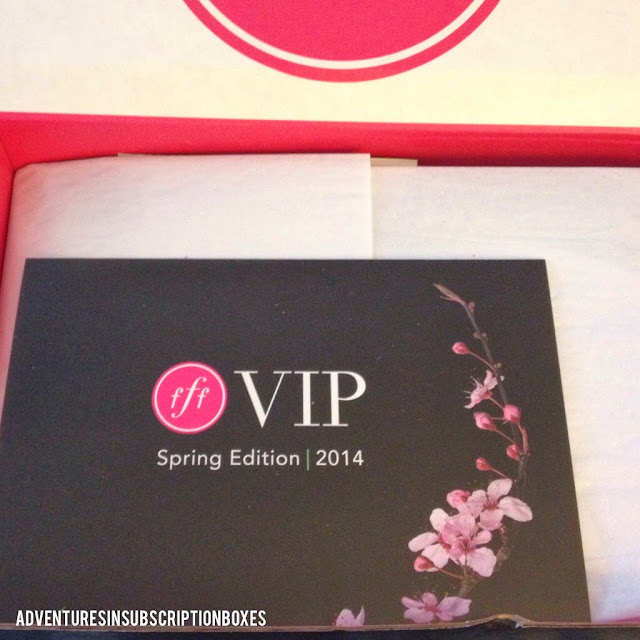 fff VIP
Spring Edition | 2014
ADVENTURESINSUBSCRIPTIONBOXES